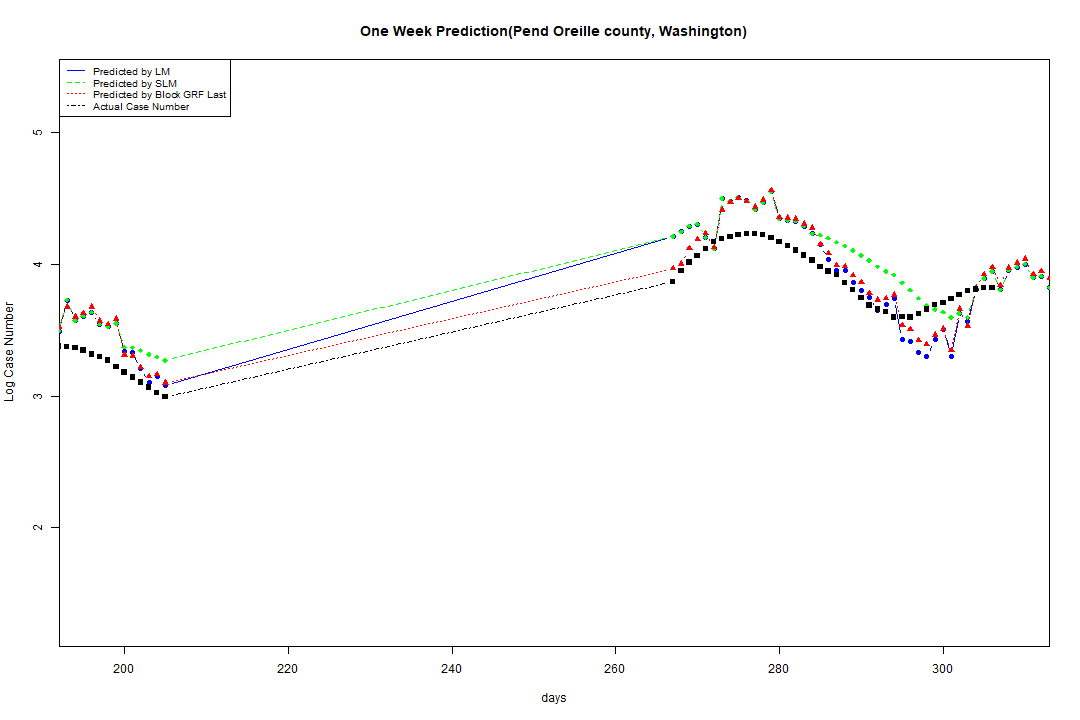 One Week Prediction(Pend Oreille county, Washington)
Predicted by LM
Predicted by SLM
Predicted by Block GRF Last
Actual Case Number
5
4
3
2
Log Case Number
200 220 240 260 280 300
days